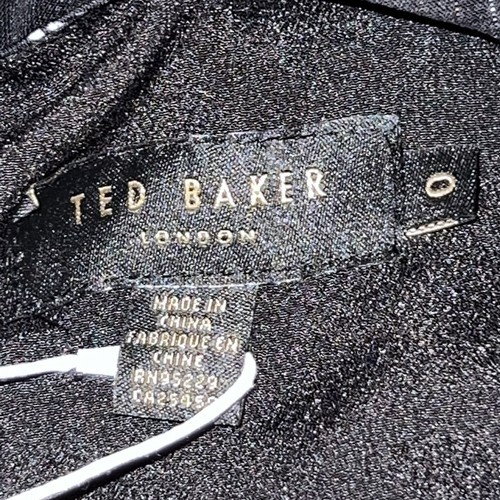 TED BAKER
LONDON
0
MADE IN
CHINA
FABRIQUE EN
CHINE
RN95229